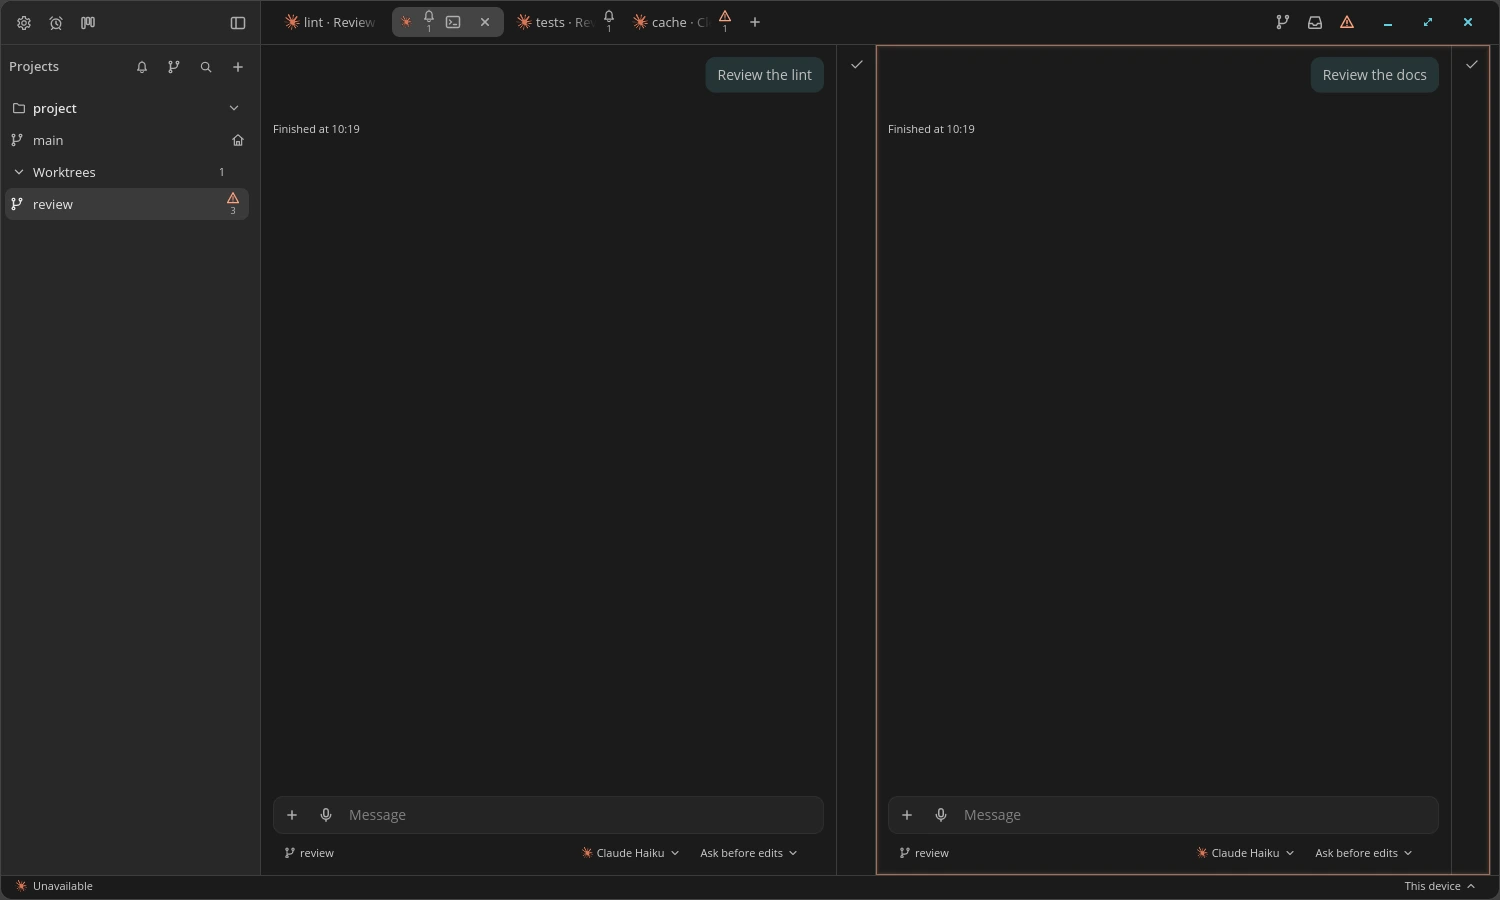 lint · Review
1
tests · Rev
1
cache · Cl
1
Projects
project
main
Worktrees
1
review
3
Review the lint
Finished at 10:19
Message
review
Claude Haiku
Ask before edits
Review the docs
Finished at 10:19
Message
review
Claude Haiku
Ask before edits
Unavailable
This device